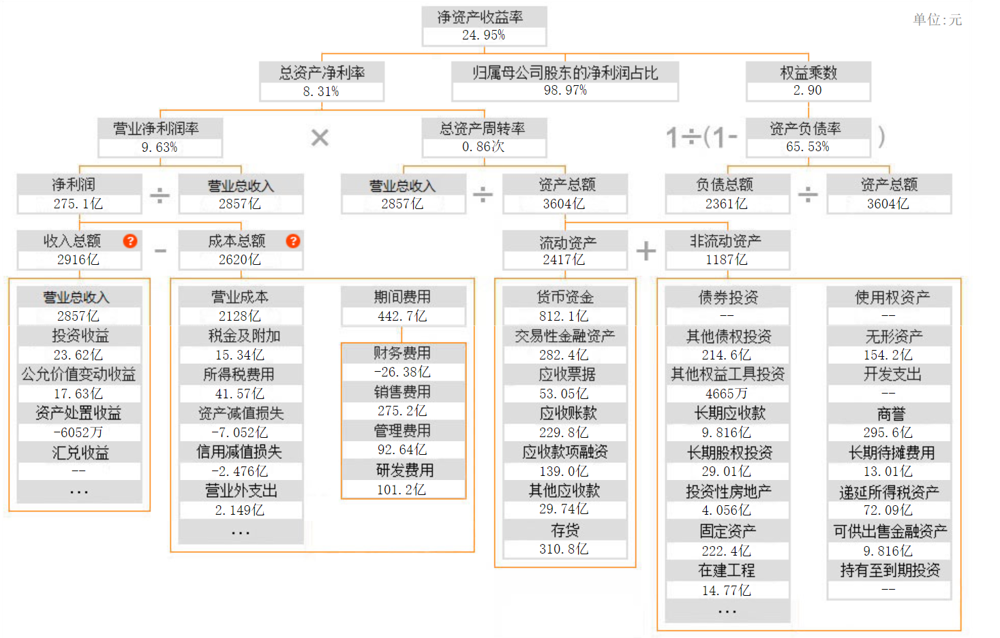 单位:元
净资产收益率
24.95%
总资产净利率
8.31%
归属母公司股东的净利润占比
98.97%
权益乘数
2.90
营业净利润率
9.63%
×
总资产周转率
0.86次
1÷(1-
资产负债率
65.53%
)
净利润
275.1亿
÷
营业总收入
2857亿
营业总收入
2857亿
÷
资产总额
3604亿
负债总额
2361亿
÷
资产总额
3604亿
收入总额 ?
2916亿
-
成本总额 ?
2620亿
流动资产
2417亿
+
非流动资产
1187亿
营业总收入
2857亿
投资收益
23.62亿
公允价值变动收益
17.63亿
资产处置收益
-6052万
汇兑收益
--
...
营业成本
2128亿
税金及附加
15.34亿
所得税费用
41.57亿
资产减值损失
-7.052亿
信用减值损失
-2.476亿
营业外支出
2.149亿
...
期间费用
442.7亿
财务费用
-26.38亿
销售费用
275.2亿
管理费用
92.64亿
研发费用
101.2亿
货币资金
812.1亿
交易性金融资产
282.4亿
应收票据
53.05亿
应收账款
229.8亿
应收款项融资
139.0亿
其他应收款
29.74亿
存货
310.8亿
债券投资
--
其他债权投资
214.6亿
其他权益工具投资
4665万
长期应收款
9.816亿
长期股权投资
29.01亿
投资性房地产
4.056亿
固定资产
222.4亿
在建工程
14.77亿
...
使用权资产
--
无形资产
154.2亿
开发支出
--
商誉
295.6亿
长期待摊费用
13.01亿
递延所得税资产
72.09亿
可供出售金融资产
9.816亿
持有至到期投资
--